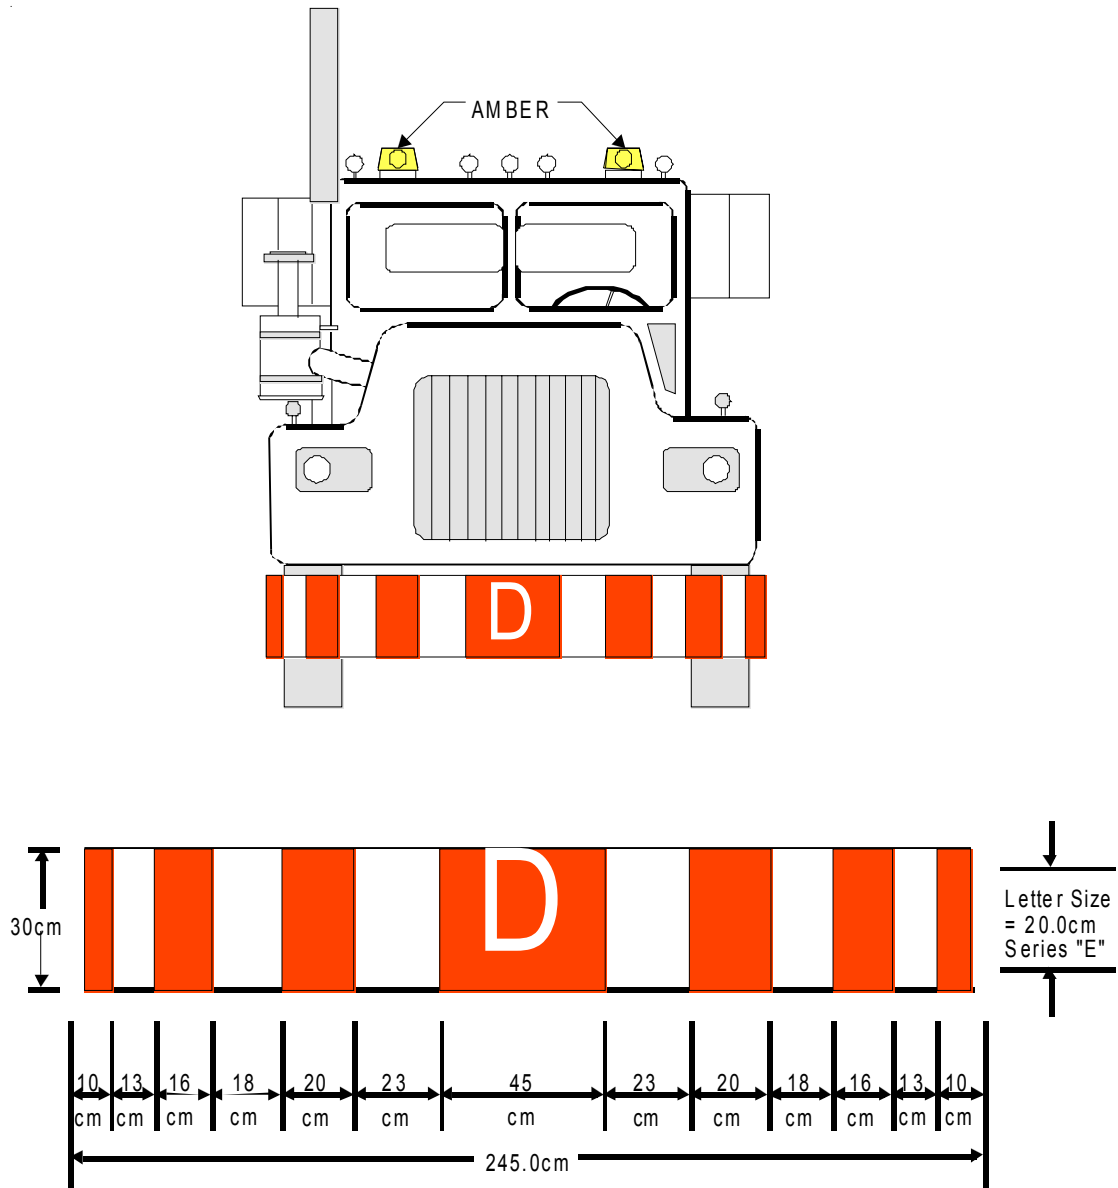 AMBER
D
D
30cm
Letter Size
= 20.0cm
Series "E"
10 13 16 18 20 23 45 23 20 18 16 13 10
cm cm cm cm cm cm cm cm cm cm cm cm cm
245.0cm